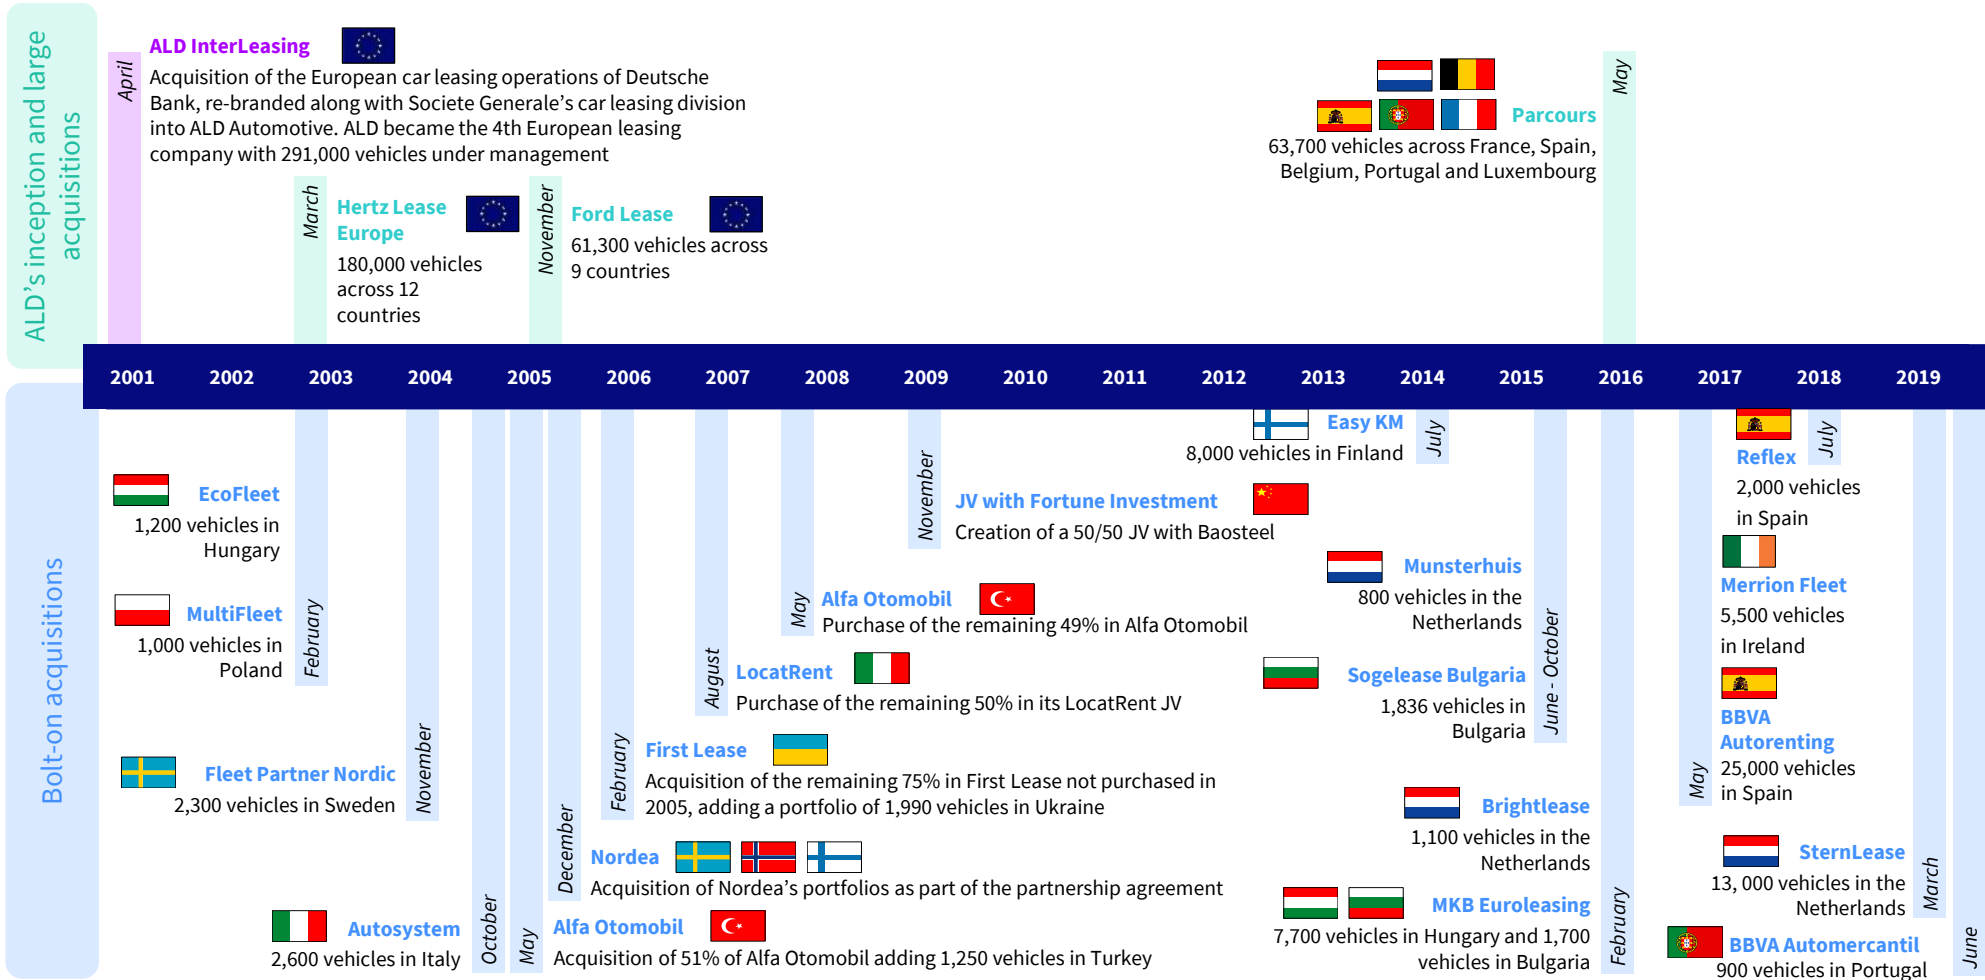 ALD's inception and large
acquisitions
April
ALD InterLeasing
Acquisition of the European car leasing operations of Deutsche
Bank, re-branded along with Societe Generale's car leasing division
into ALD Automotive. ALD became the 4th European leasing
company with 291,000 vehicles under management
March
Hertz Lease
Europe
180,000 vehicles
across 12
countries
November
Ford Lease
61,300 vehicles across
9 countries
Parcours
63,700 vehicles across France, Spain,
Belgium, Portugal and Luxembourg
May
2001 2002 2003 2004 2005 2006 2007 2008 2009 2010 2011 2012 2013 2014 2015 2016 2017 2018 2019
Bolt-on acquisitions
EcoFleet
1,200 vehicles in
Hungary
MultiFleet
1,000 vehicles in
Poland
February
Fleet Partner Nordic
2,300 vehicles in Sweden
November
Autosystem
2,600 vehicles in Italy
October
May
Alfa Otomobil
Acquisition of 51% of Alfa Otomobil adding 1,250 vehicles in Turkey
December
Nordea
Acquisition of Nordea's portfolios as part of the partnership agreement
February
First Lease
Acquisition of the remaining 75% in First Lease not purchased in
2005, adding a portfolio of 1,990 vehicles in Ukraine
August
LocatRent
Purchase of the remaining 50% in its LocatRent JV
May
Alfa Otomobil
Purchase of the remaining 49% in Alfa Otomobil
November
JV with Fortune Investment
Creation of a 50/50 JV with Baosteel
Easy KM
8,000 vehicles in Finland
July
Munsterhuis
800 vehicles in the
Netherlands
Sogelease Bulgaria
1,836 vehicles in
Bulgaria
June - October
Brightlease
1,100 vehicles in the
Netherlands
MKB Euroleasing
7,700 vehicles in Hungary and 1,700
vehicles in Bulgaria
February
Reflex
2,000 vehicles
in Spain
July
Merrion Fleet
5,500 vehicles
in Ireland
BBVA
Autorenting
25,000 vehicles
in Spain
May
SternLease
13, 000 vehicles in the
Netherlands
March
BBVA Automercantil
900 vehicles in Portugal
June